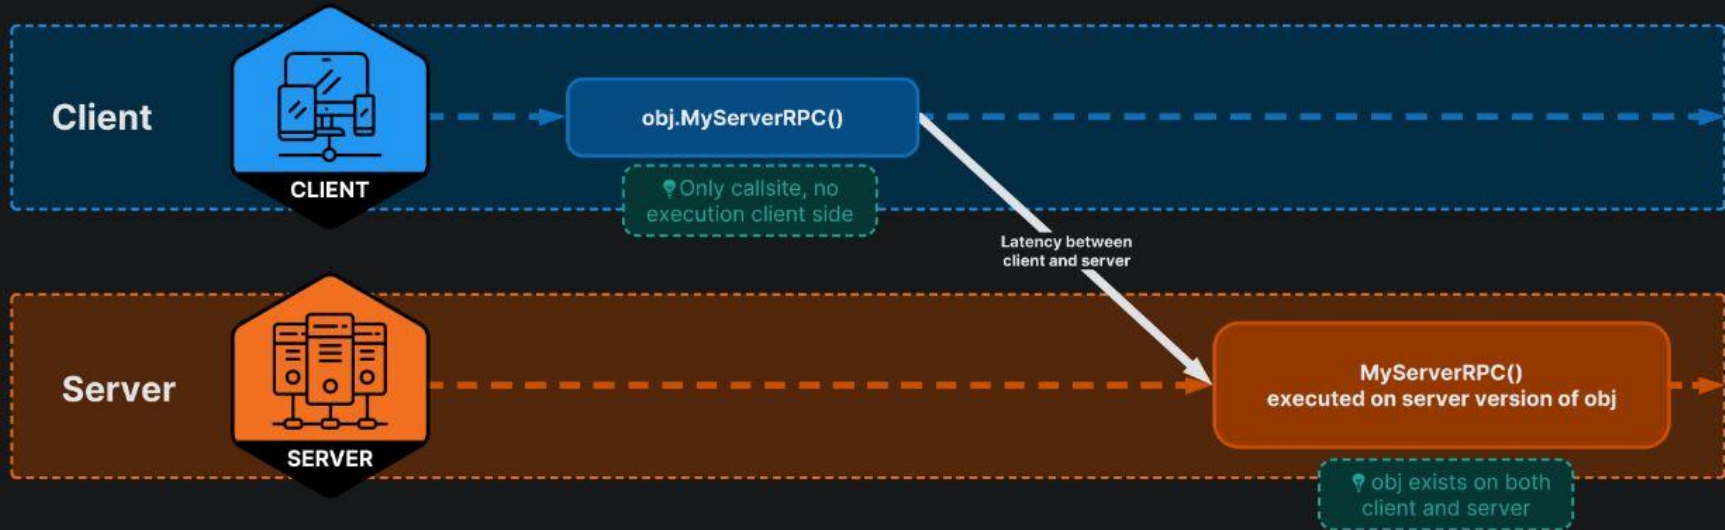 Client
CLIENT
obj.MyServerRPC()
Only callsite, no
execution client side
Latency between
client and server
Server
SERVER
MyServerRPC()
executed on server version of obj
obj exists on both
client and server